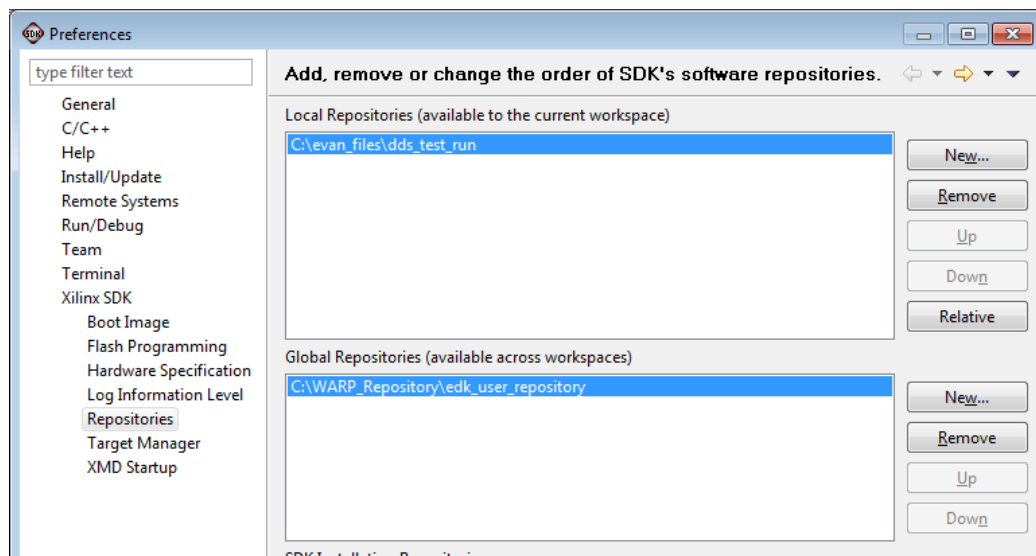 SDK Preferences
type filter text
General
C/C++
Help
Install/Update
Remote Systems
Run/Debug
Team
Terminal
Xilinx SDK
Boot Image
Flash Programming
Hardware Specification
Log Information Level
Repositories
Target Manager
XMD Startup
Add, remove or change the order of SDK's software repositories.
Local Repositories (available to the current workspace)
C:\evan_files\dds_test_run
New...
Remove
Up
Down
Relative
Global Repositories (available across workspaces)
C:\WARP_Repository\edk_user_repository
New...
Remove
Up
Down
SDK Installation Repositories